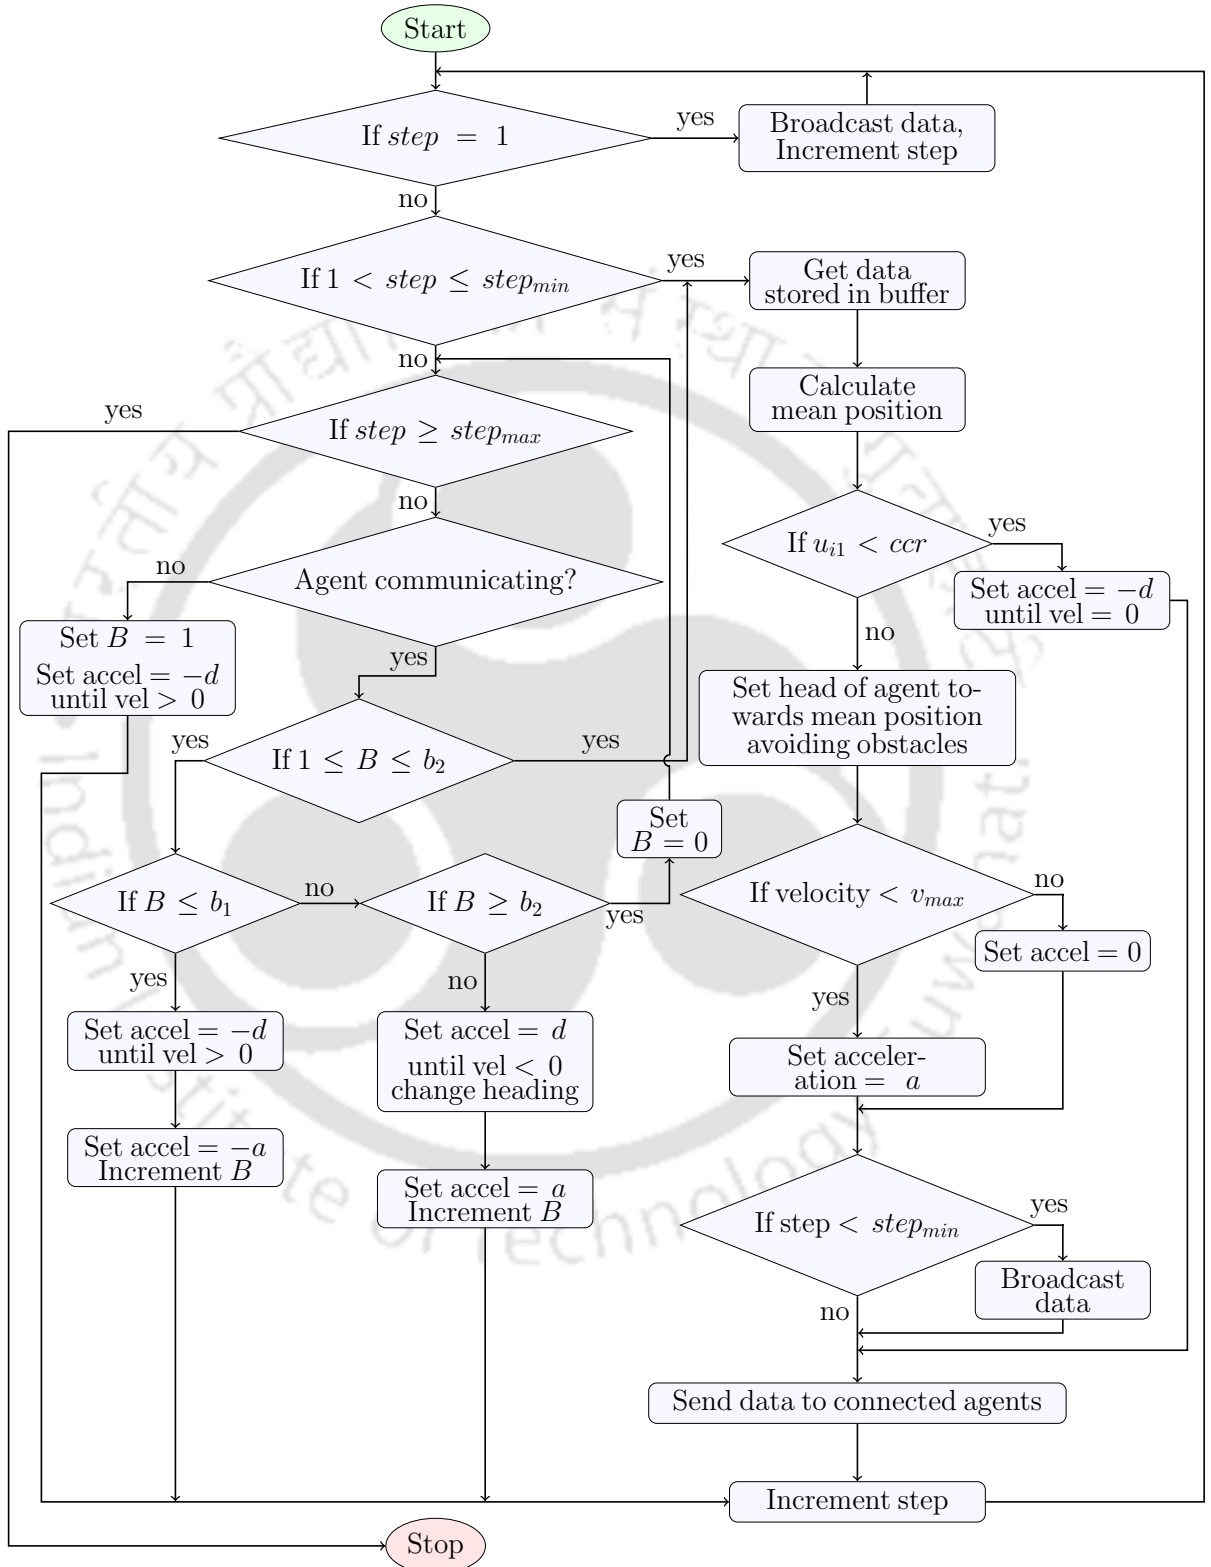 Start
If step = 1
yes
Broadcast data,
Increment step
no
If 1 < step ≤ step_min
yes
Get data
stored in buffer
no
Calculate
mean position
yes
If step ≥ step_max
no
If u_i1 < ccr
yes
Set accel = −d
until vel = 0
no
Agent communicating?
no
Set B = 1
Set accel = −d
until vel > 0
yes
Set head of agent to-
wards mean position
avoiding obstacles
yes
If 1 ≤ B ≤ b_2
yes
Set
B = 0
If B ≤ b_1
no
If B ≥ b_2
yes
If velocity < v_max
no
Set accel = 0
yes
no
yes
Set accel = −d
until vel > 0
Set accel = d
until vel < 0
change heading
Set acceler-
ation = a
Set accel = −a
Increment B
Set accel = a
Increment B
If step < step_min
yes
Broadcast
data
no
Send data to connected agents
Increment step
Stop
Institute of Technology